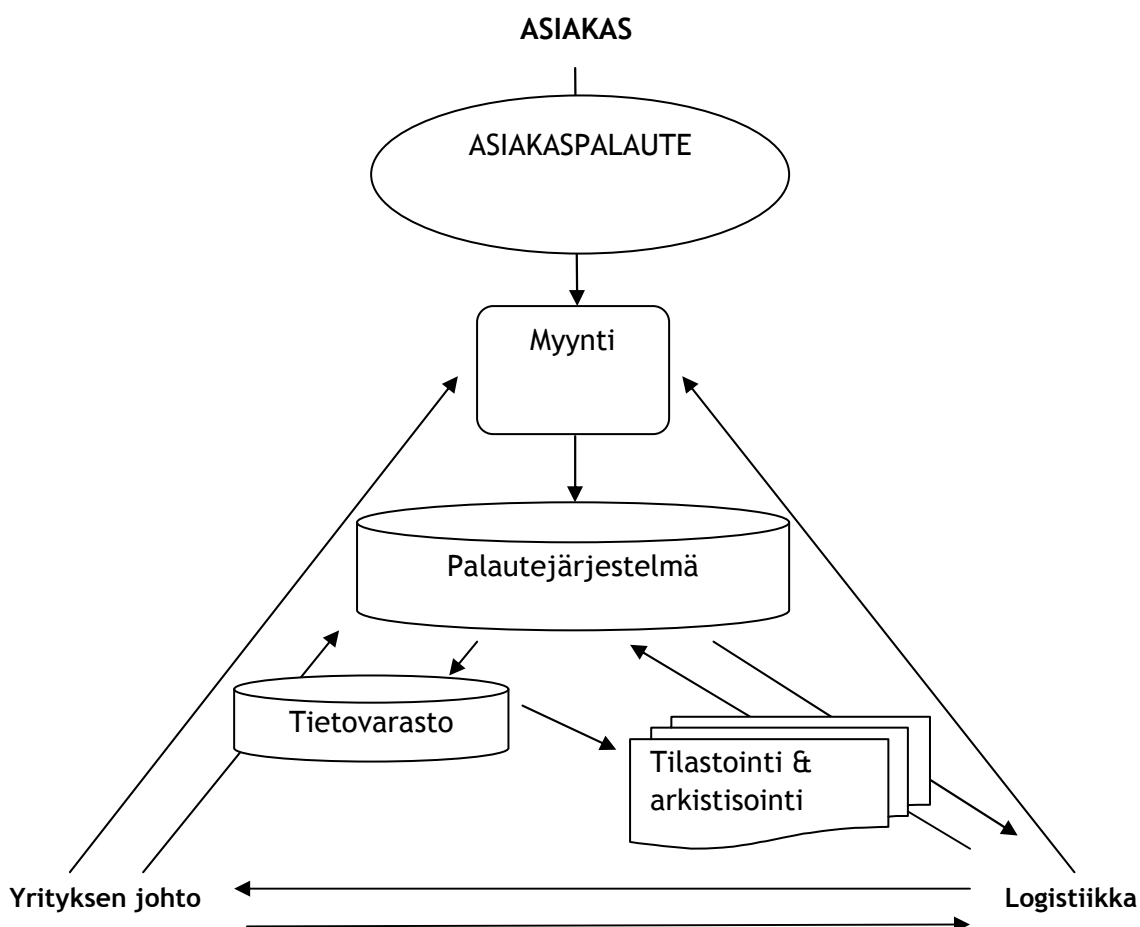 ASIAKAS
ASIAKASPALAUTE
Myynti
Palautejärjestelmä
Tietovarasto
Tilastointi &
arkistisointi
Yrityksen johto
Logistiikka